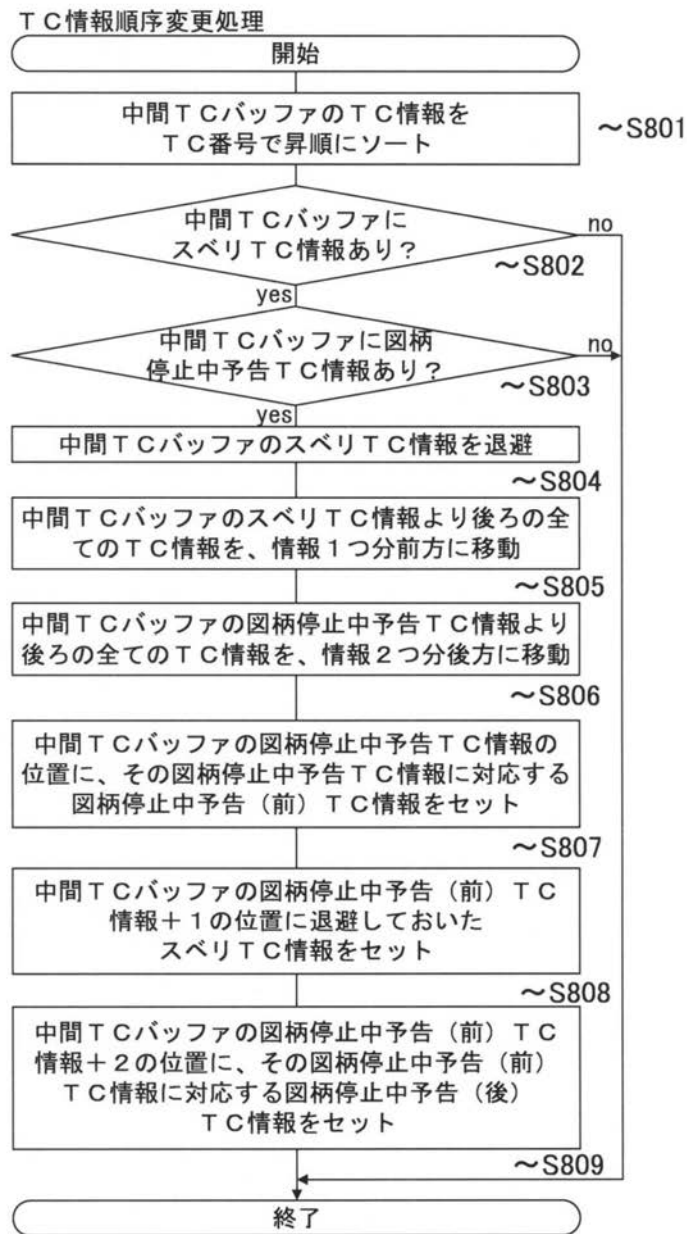 ＴＣ情報順序変更処理
開始
中間ＴＣバッファのＴＣ情報を
ＴＣ番号で昇順にソート
～S801
中間ＴＣバッファに
スベリＴＣ情報あり？
no
～S802
yes
中間ＴＣバッファに図柄
停止中予告ＴＣ情報あり？
no
～S803
yes
中間ＴＣバッファのスベリＴＣ情報を退避
～S804
中間ＴＣバッファのスベリＴＣ情報より後ろの全
てのＴＣ情報を、情報１つ分前方に移動
～S805
中間ＴＣバッファの図柄停止中予告ＴＣ情報より
後ろの全てのＴＣ情報を、情報２つ分後方に移動
～S806
中間ＴＣバッファの図柄停止中予告ＴＣ情報の
位置に、その図柄停止中予告ＴＣ情報に対応する
図柄停止中予告（前）ＴＣ情報をセット
～S807
中間ＴＣバッファの図柄停止中予告（前）ＴＣ
情報＋１の位置に退避しておいた
スベリＴＣ情報をセット
～S808
中間ＴＣバッファの図柄停止中予告（前）ＴＣ
情報＋２の位置に、その図柄停止中予告（前）
ＴＣ情報に対応する図柄停止中予告（後）
ＴＣ情報をセット
～S809
終了